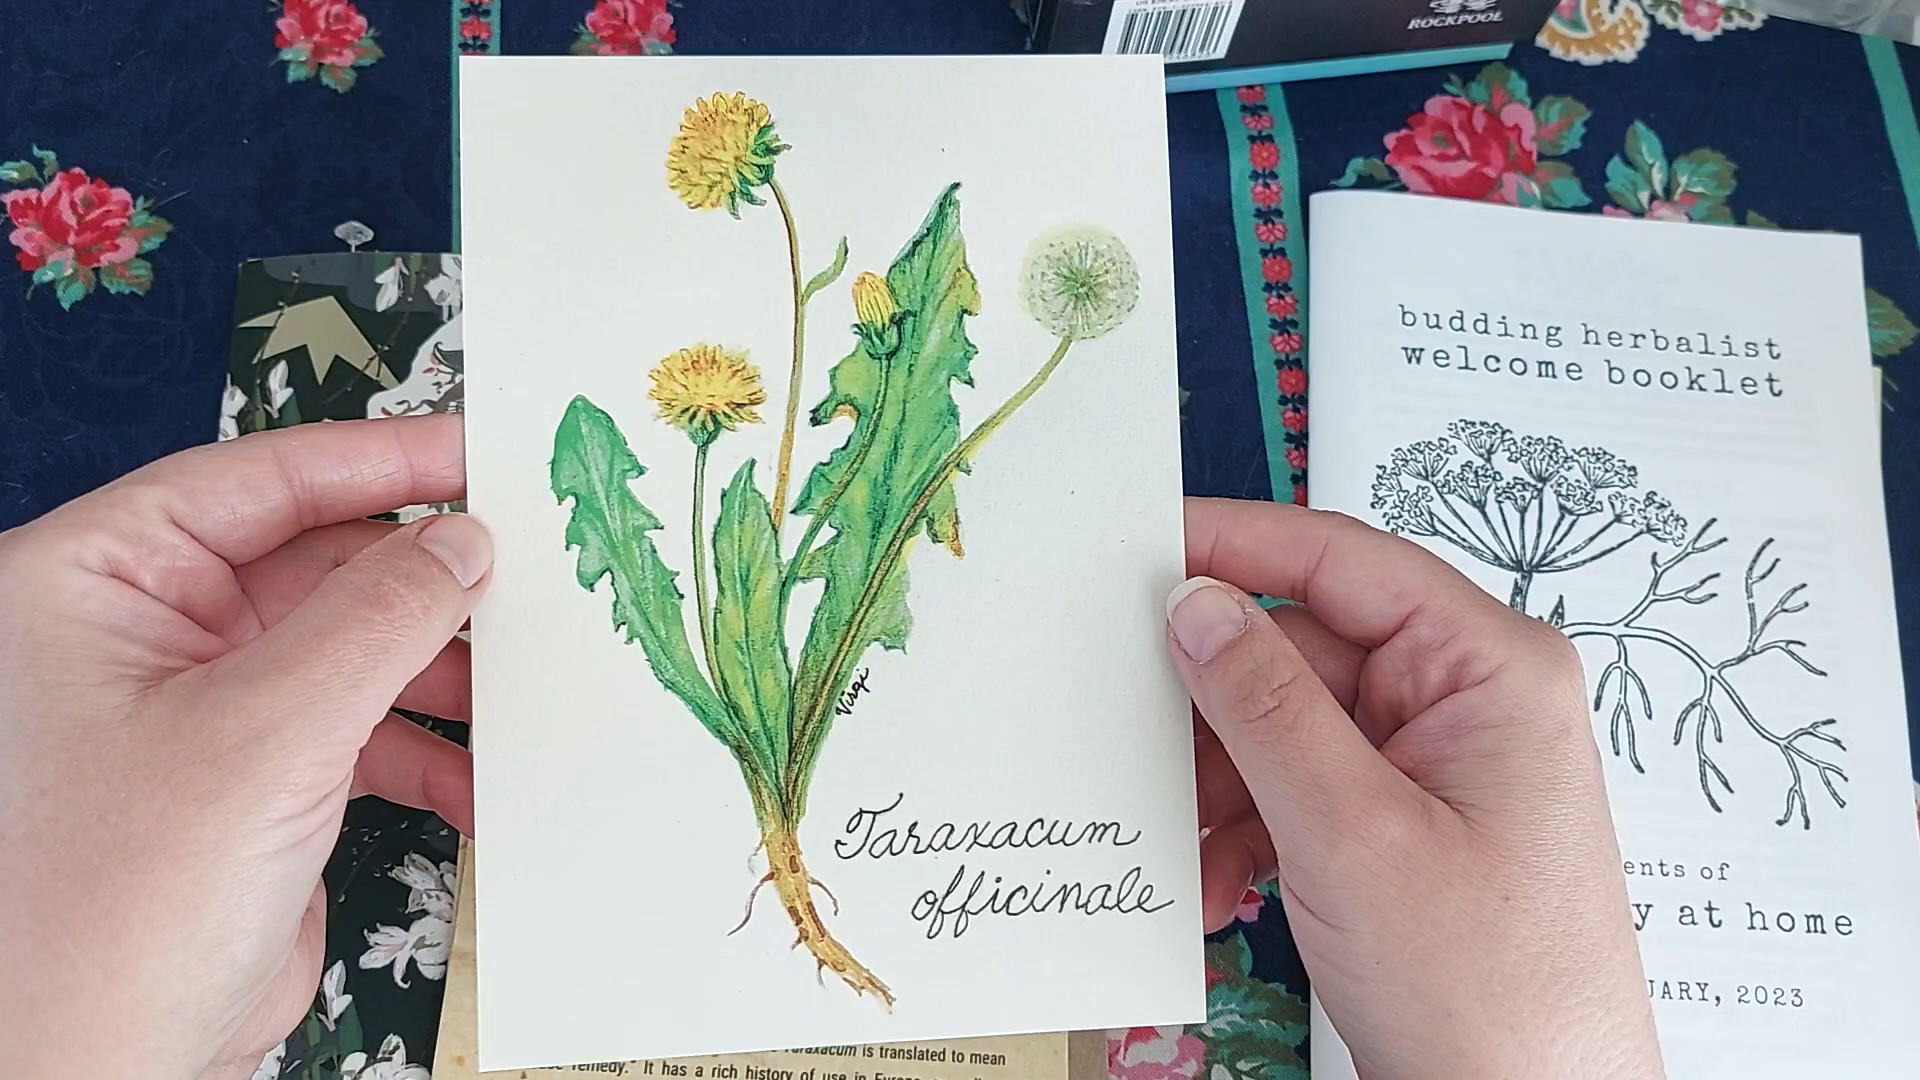 ROCKPOOL
budding herbalist
welcome booklet
Virgi
Taraxacum
officinale
ents of
y at home
UARY, 2023
Taraxacum is translated to mean
remedy." It has a rich history of use in